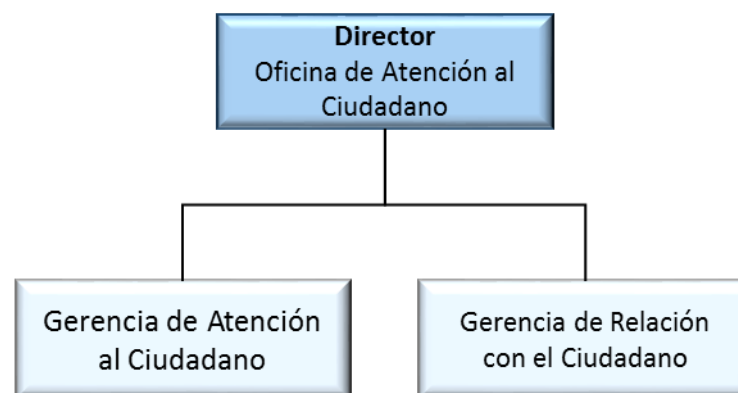 Director
Oficina de Atención al
Ciudadano
Gerencia de Atención
al Ciudadano
Gerencia de Relación
con el Ciudadano